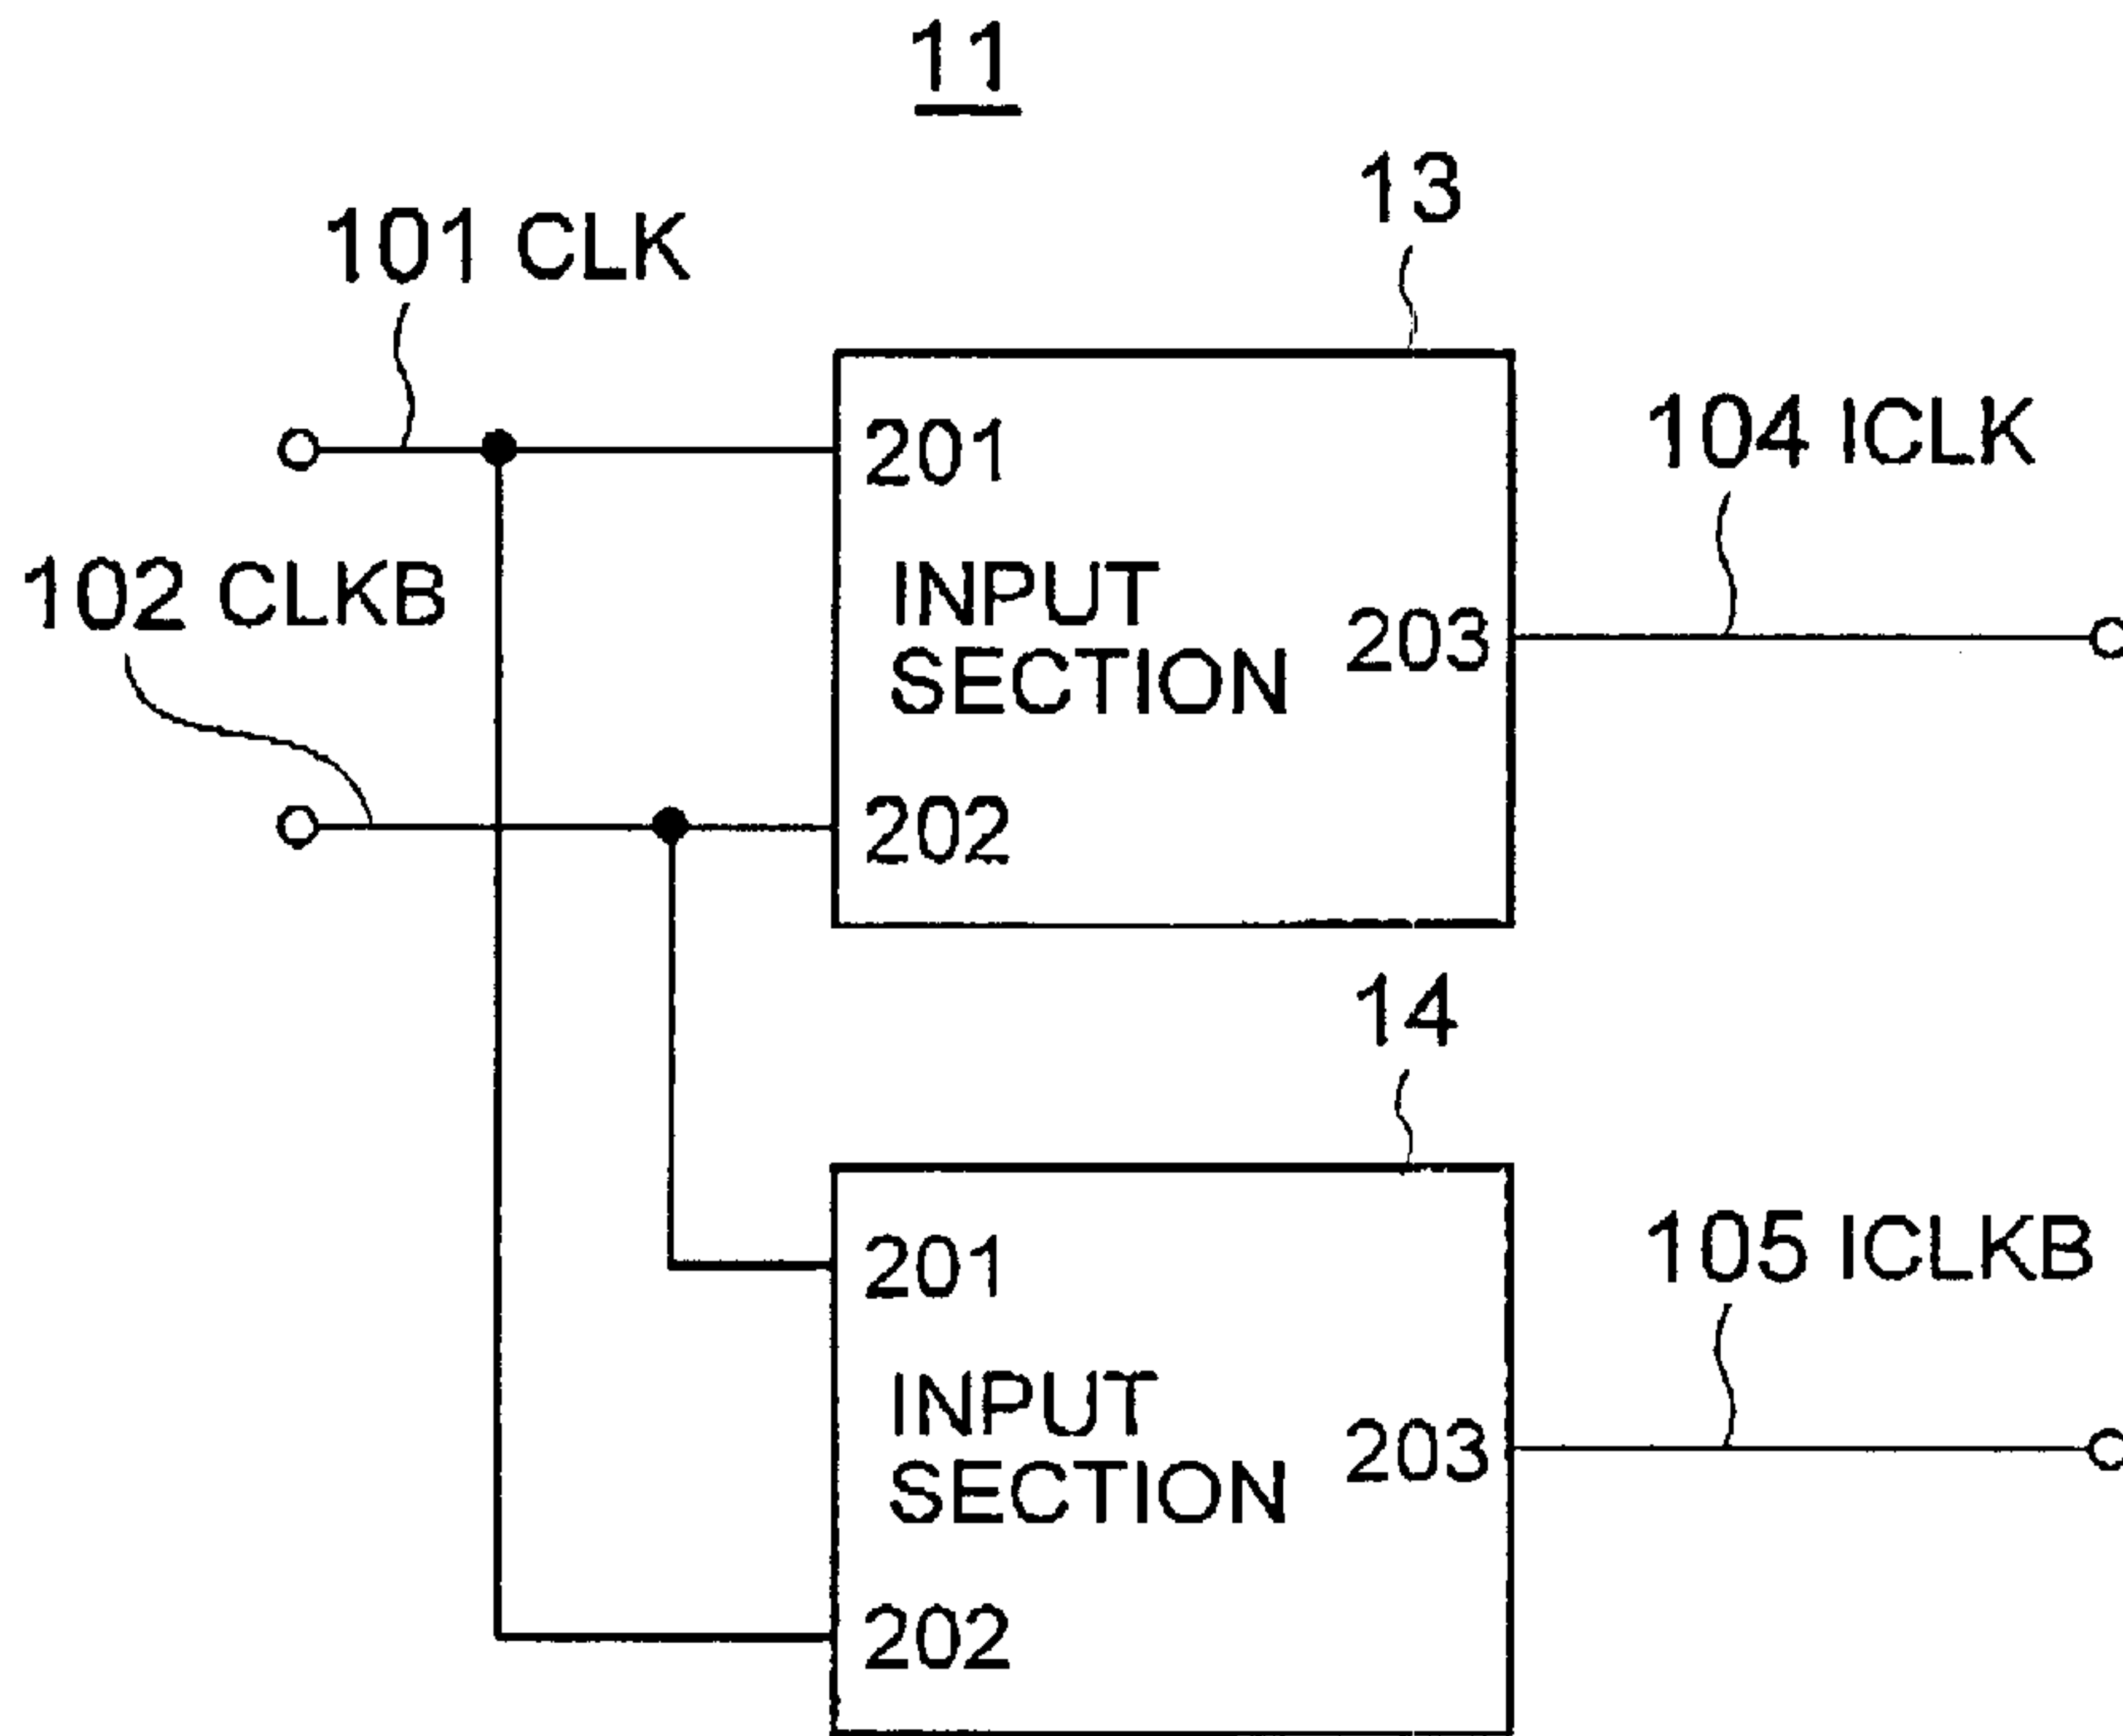 11
13
101 CLK
201
104 ICLK
102 CLKB
INPUT
SECTION
203
202
14
201
105 ICLKB
INPUT
SECTION
203
202